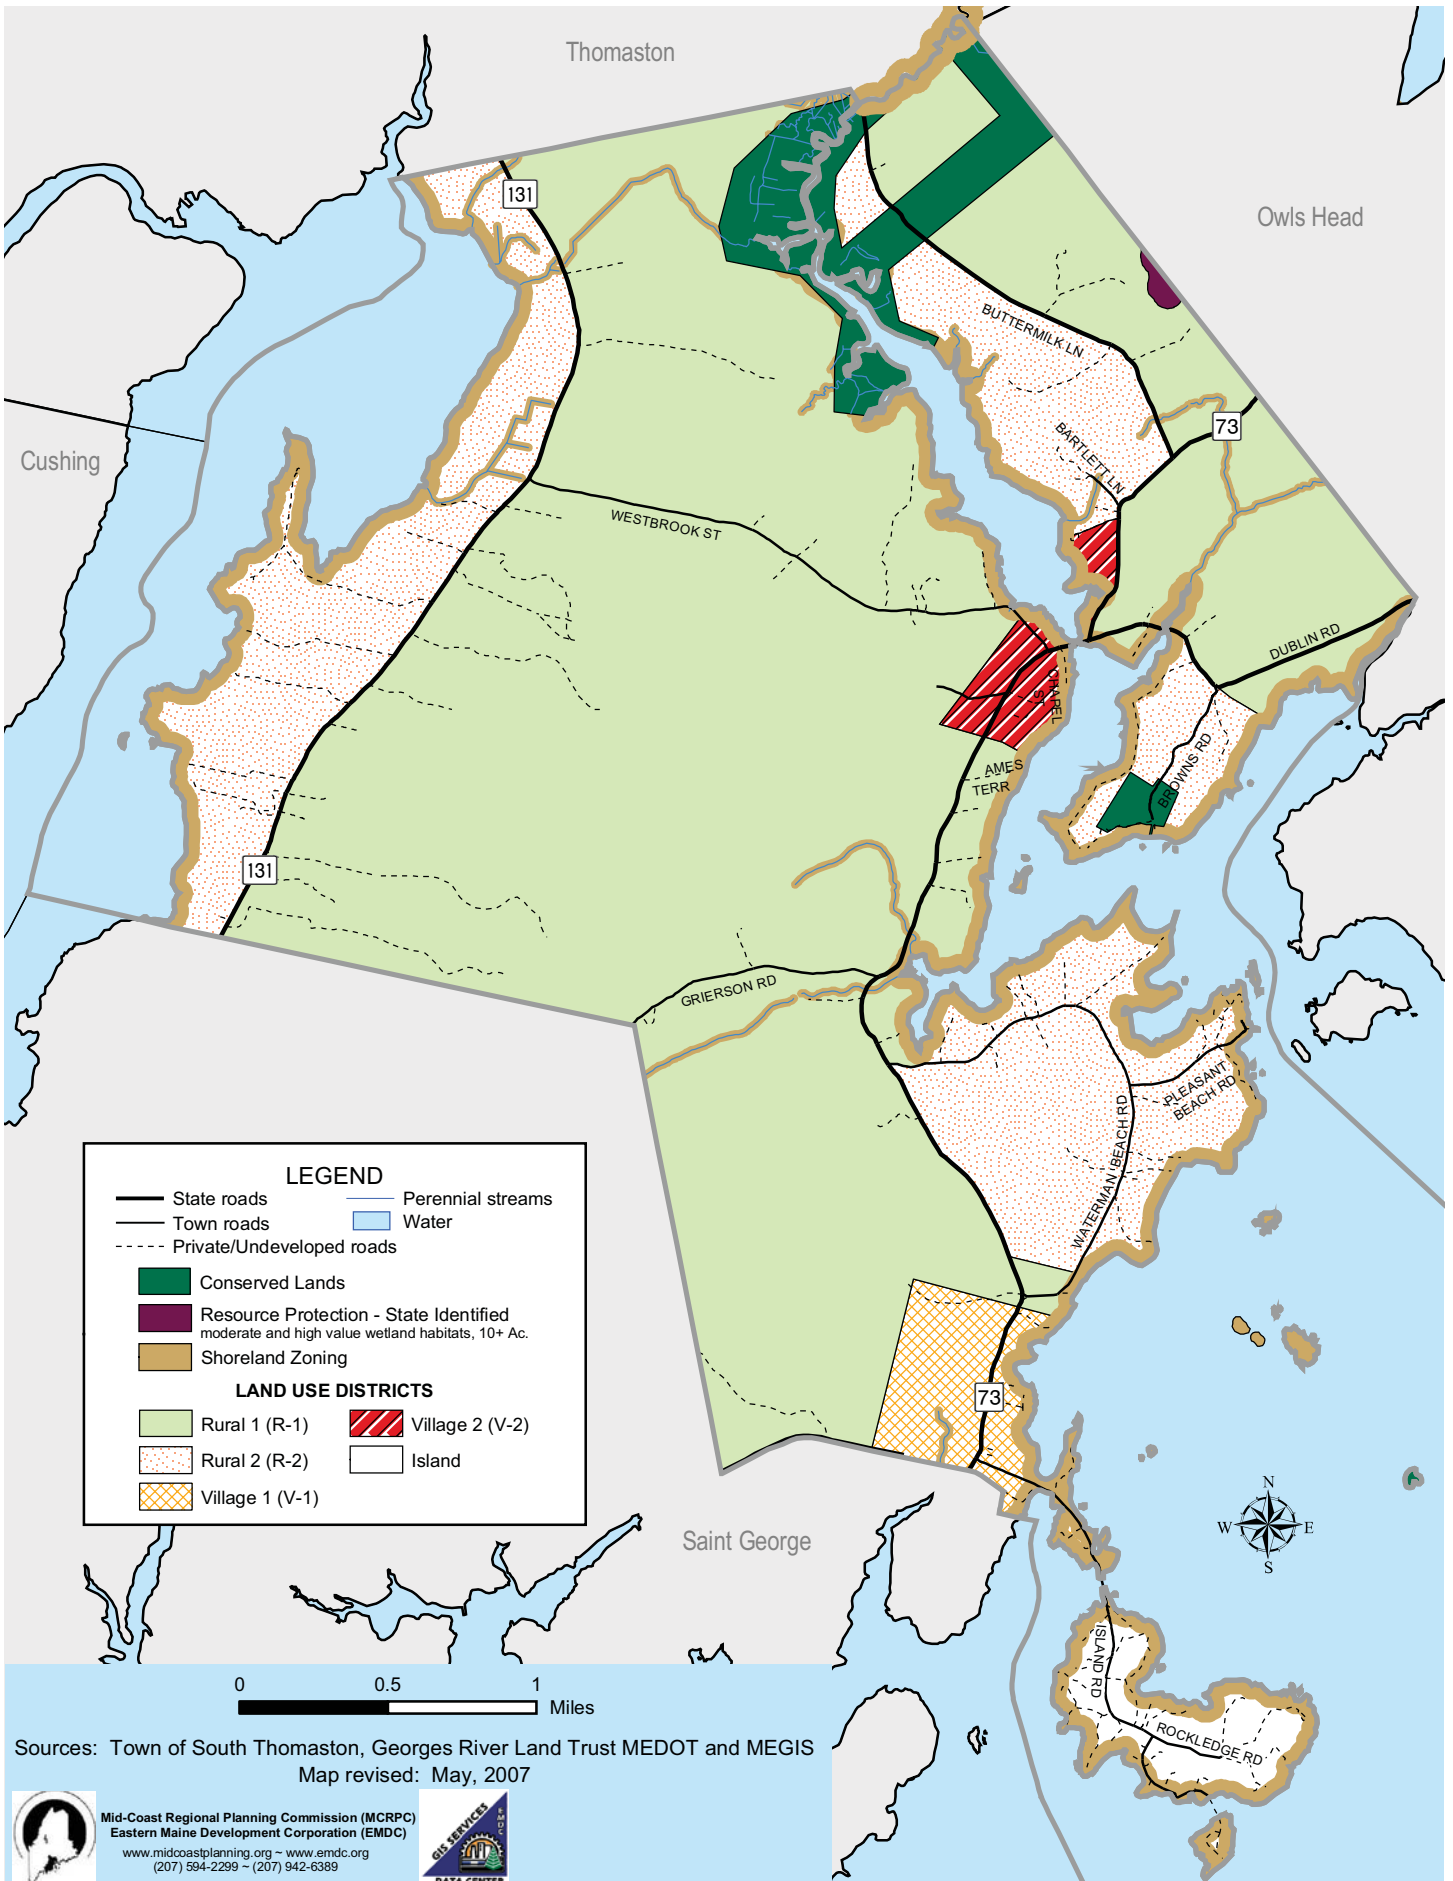 Thomaston
131
Owls Head
BUTTERMILK LN
73
Cushing
BARTLETT LN
WESTBROOK ST
DUBLIN RD
CHAPEL
ST
BROWNS RD
AMES
TERR
131
GRIERSON RD
PLEASANT
BEACH RD
WATERMAN BEACH RD
LEGEND
State roads
Perennial streams
Town roads
Water
Private/Undeveloped roads
Conserved Lands
Resource Protection - State Identified
moderate and high value wetland habitats, 10+ Ac.
Shoreland Zoning
LAND USE DISTRICTS
Rural 1 (R-1)
Village 2 (V-2)
Rural 2 (R-2)
Island
Village 1 (V-1)
73
Saint George
N
W E
S
ISLAND RD
ROCKLEDGE RD
0 0.5 1
Miles
Sources: Town of South Thomaston, Georges River Land Trust MEDOT and MEGIS
Map revised: May, 2007
Mid-Coast Regional Planning Commission (MCRPC)
Eastern Maine Development Corporation (EMDC)
www.midcoastplanning.org ~ www.emdc.org
(207) 594-2299 ~ (207) 942-6389
GIS SERVICES
EMDC
DATA CENTER